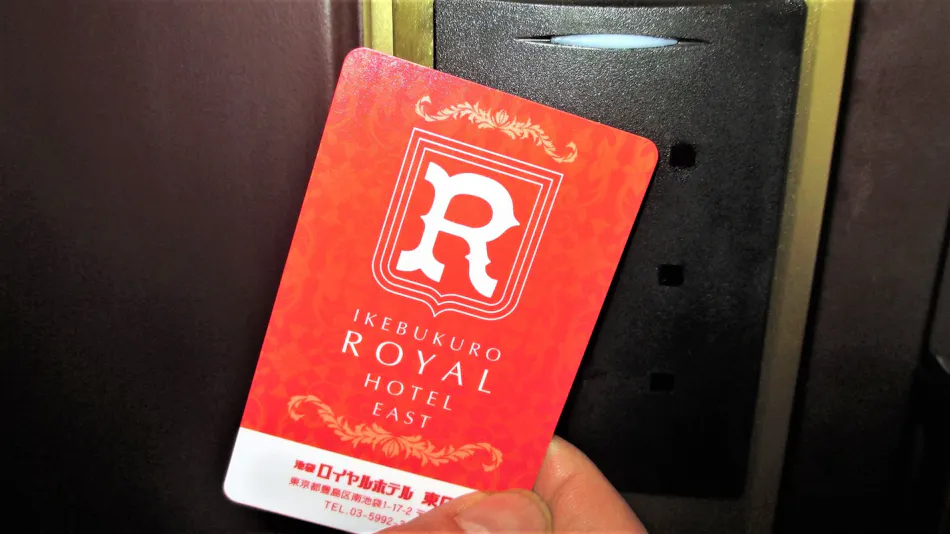 R
IKEBUKURO
ROYAL
HOTEL
EAST
池袋 ロイヤルホテル 東
東京都豊島区南池袋1-17-2
TEL.03-5992-